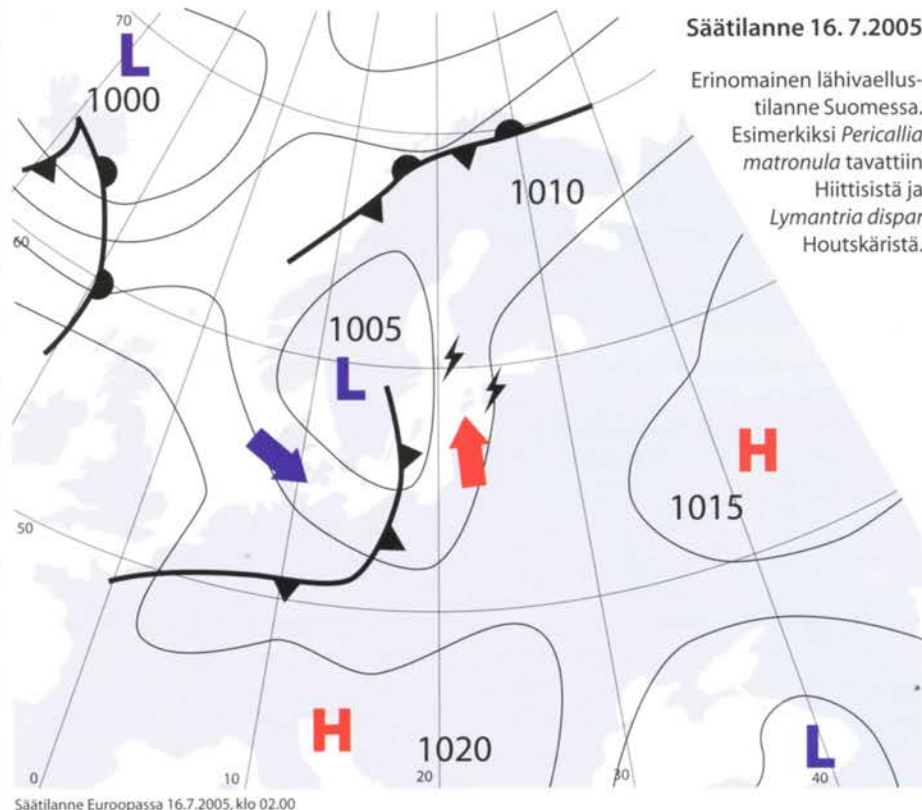 Säätilanne 16. 7.2005
Erinomainen lähivaellus-
tilanne Suomessa.
Esimerkiksi Pericallia
matronula tavattiin
Hiittisistä ja
Lymantria dispar
Houtskäristä.
70
L
1000
1010
60
1005
L
H
1015
50
H
1020
L
0
10
20
30
40
Säätilanne Euroopassa 16.7.2005, klo 02.00